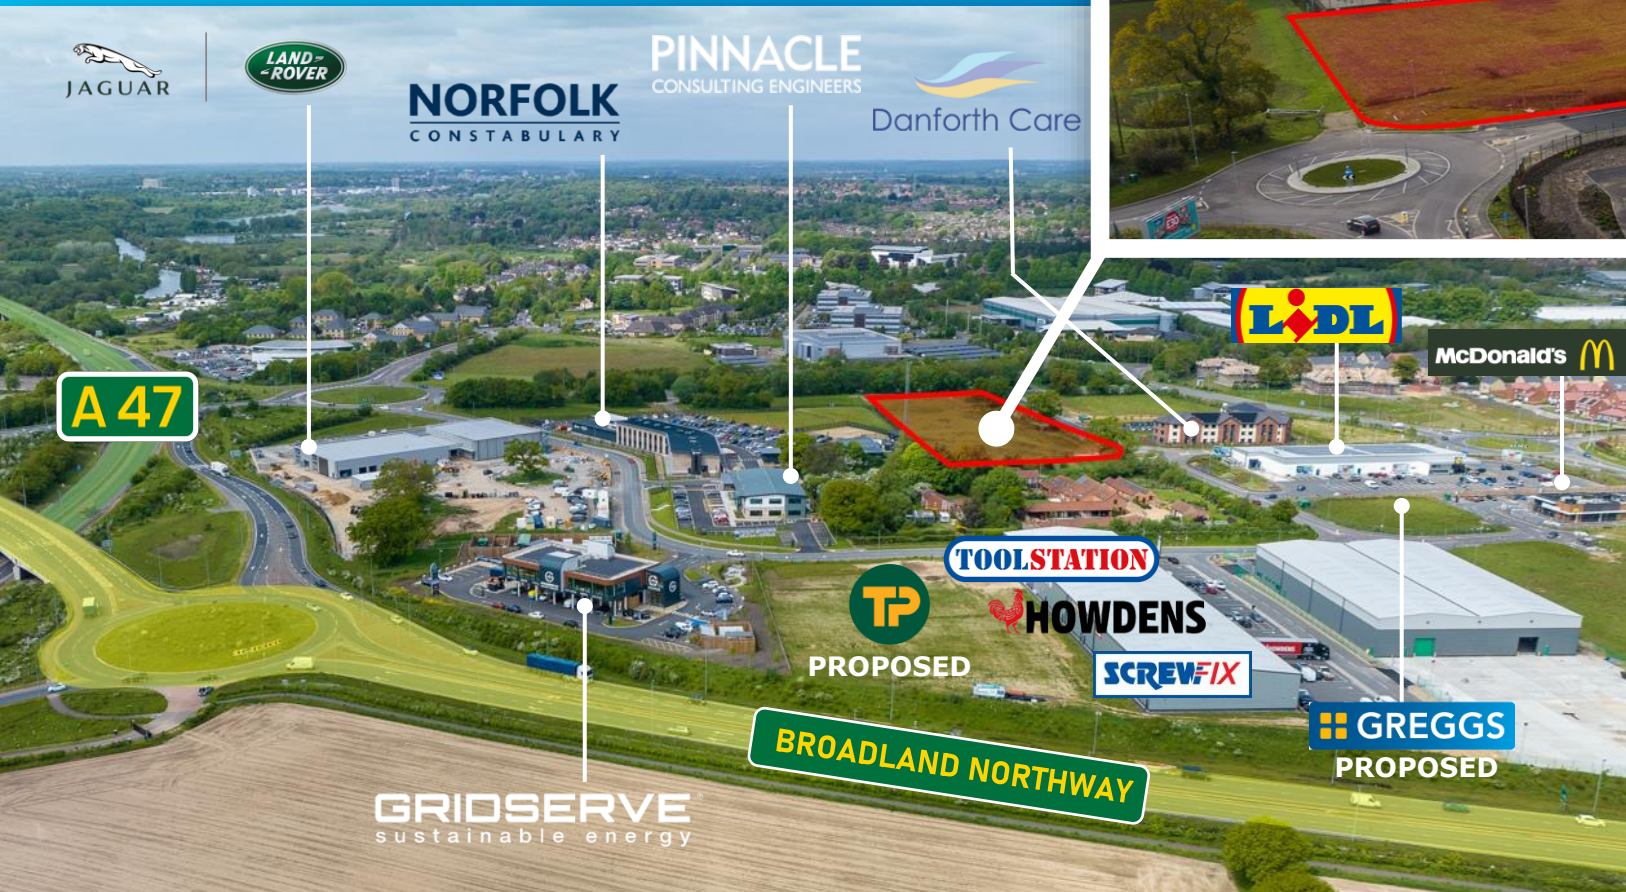 JAGUAR
LAND-
-ROVER
NORFOLK
CONSTABULARY
PINNACLE
CONSULTING ENGINEERS
Danforth Care
LIDL
McDonald's
A 47
TOOLSTATION
TP
PROPOSED
HOWDENS
SCREWFIX
GREGGS
PROPOSED
BROADLAND NORTHWAY
GRIDSERVE
sustainable energy